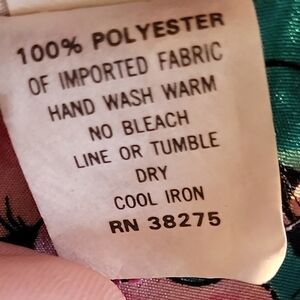 100% POLYESTER
OF IMPORTED FABRIC
HAND WASH WARM
NO BLEACH
LINE OR TUMBLE
DRY
COOL IRON
RN 38275